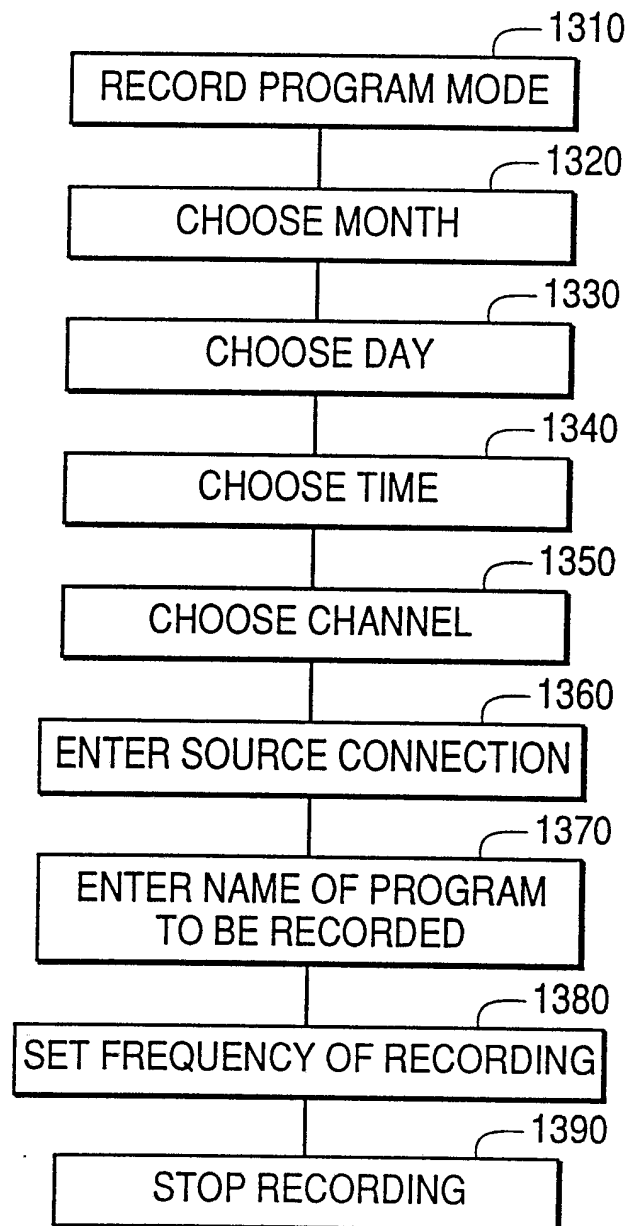 1310
RECORD PROGRAM MODE
1320
CHOOSE MONTH
1330
CHOOSE DAY
1340
CHOOSE TIME
1350
CHOOSE CHANNEL
1360
ENTER SOURCE CONNECTION
1370
ENTER NAME OF PROGRAM
TO BE RECORDED
1380
SET FREQUENCY OF RECORDING
1390
STOP RECORDING